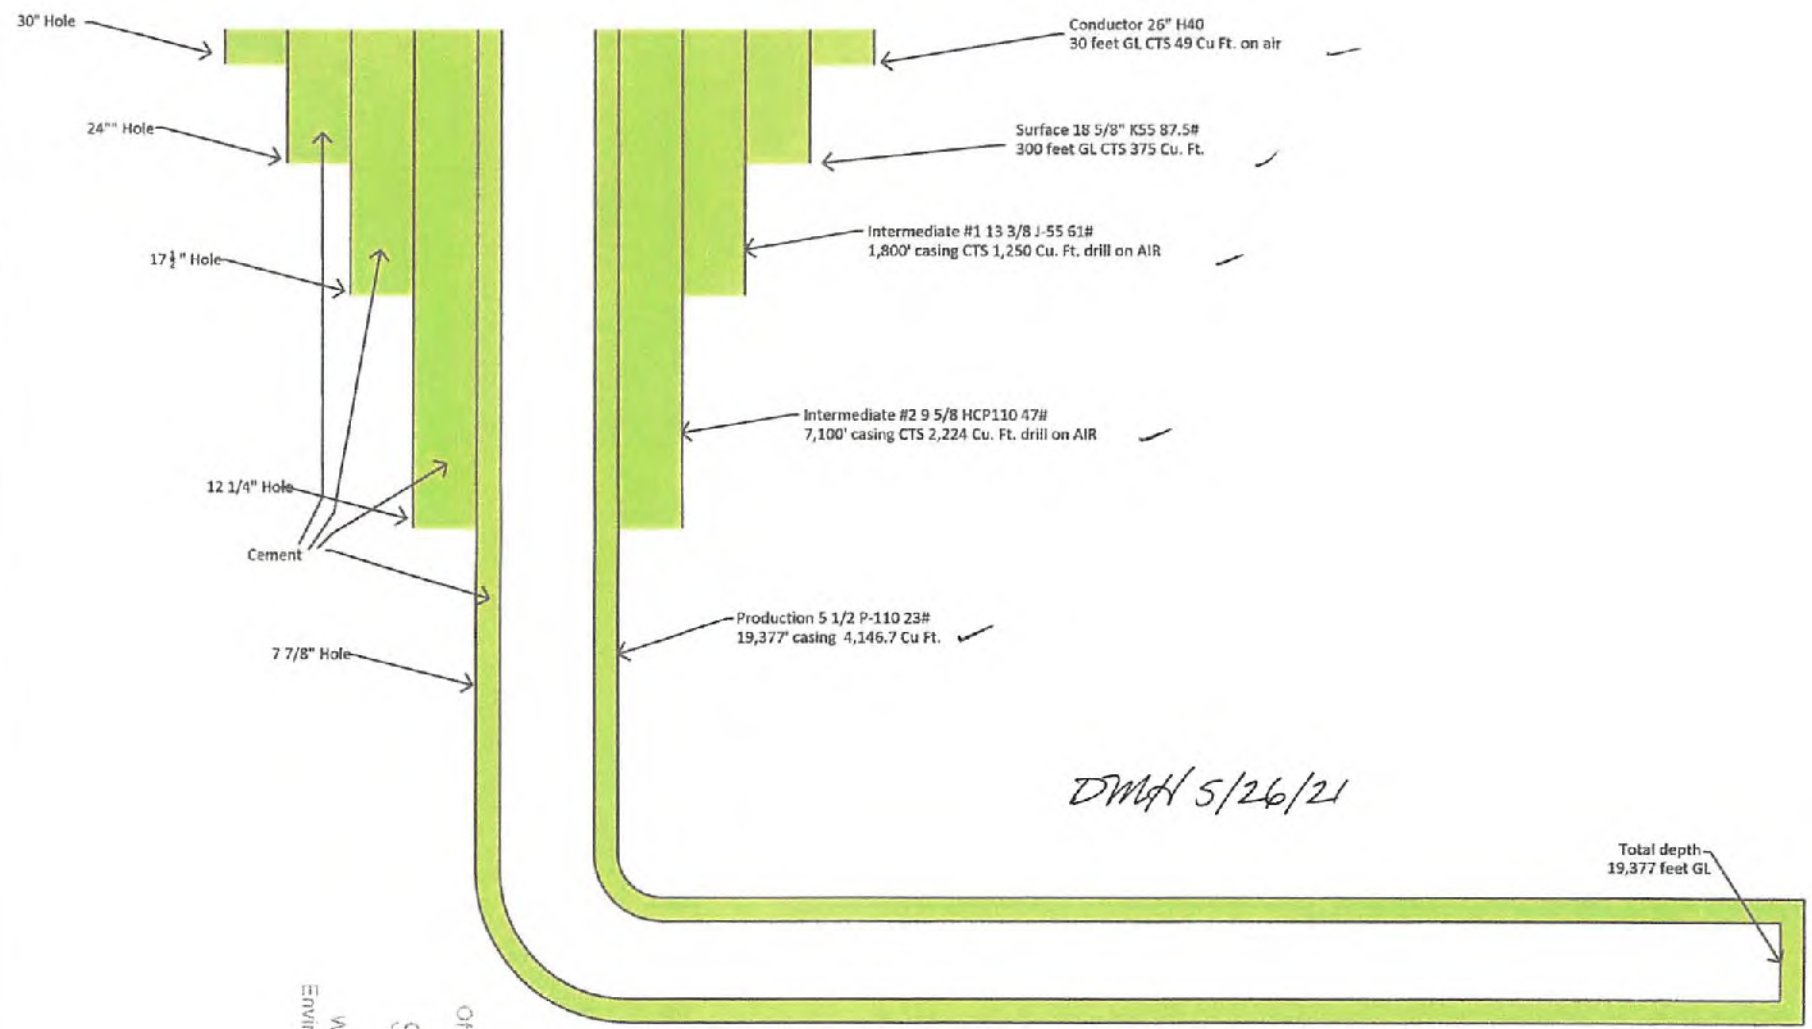 30" Hole
Conductor 26" H40
30 feet GL CTS 49 Cu Ft. on air
24"" Hole
Surface 18 5/8" K55 87.5#
300 feet GL CTS 375 Cu. Ft.
17 ½" Hole
Intermediate #1 13 3/8 J-55 61#
1,800' casing CTS 1,250 Cu. Ft. drill on AIR
Intermediate #2 9 5/8 HCP110 47#
7,100' casing CTS 2,224 Cu. Ft. drill on AIR
12 1/4" Hole
Cement
Production 5 1/2 P-110 23#
19,377' casing 4,146.7 Cu Ft.
7 7/8" Hole
DMH 5/26/21
Total depth
19,377 feet GL